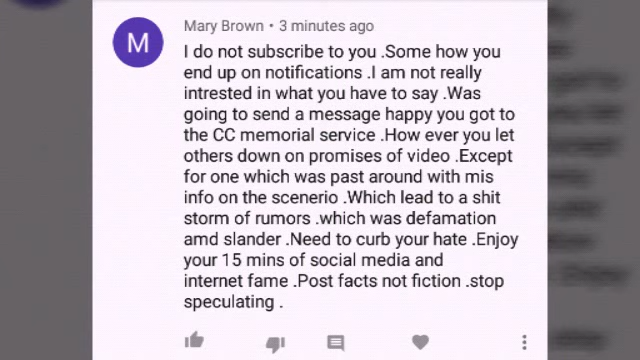 M
Mary Brown • 3 minutes ago
I do not subscribe to you .Some how you
end up on notifications .I am not really
intrested in what you have to say .Was
going to send a message happy you got to
the CC memorial service .How ever you let
others down on promises of video .Except
for one which was past around with mis
info on the scenerio .Which lead to a shit
storm of rumors .which was defamation
amd slander .Need to curb your hate .Enjoy
your 15 mins of social media and
internet fame .Post facts not fiction .stop
speculating .